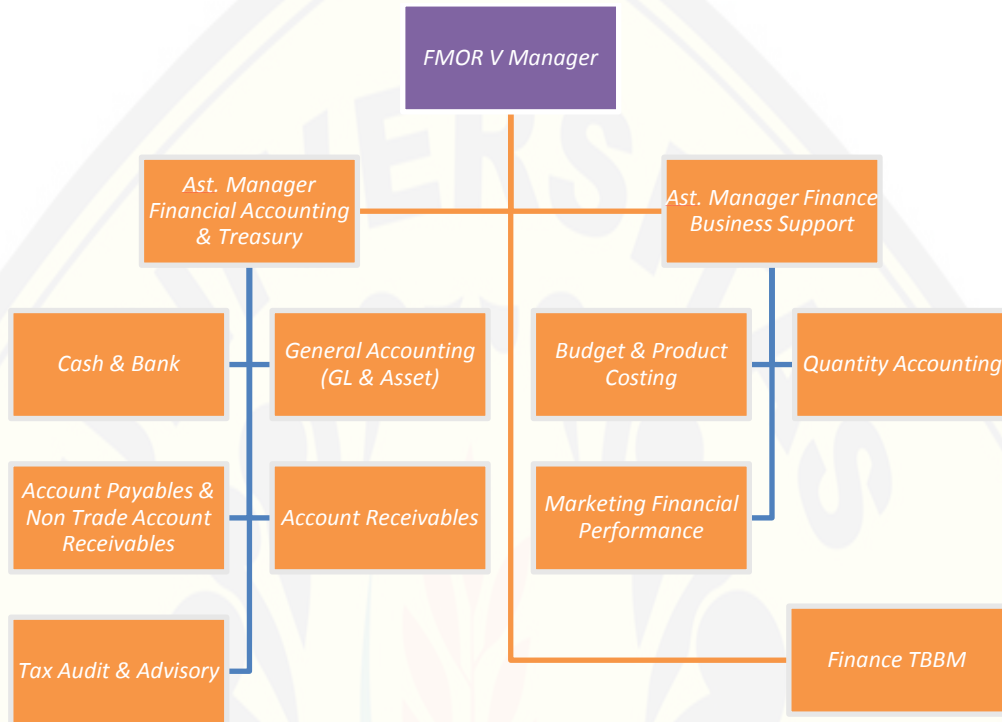 FMOR V Manager
Ast. Manager
Financial Accounting
& Treasury
Ast. Manager Finance
Business Support
Cash & Bank
General Accounting
(GL & Asset)
Budget & Product
Costing
Quantity Accounting
Account Payables &
Non Trade Account
Receivables
Account Receivables
Marketing Financial
Performance
Tax Audit & Advisory
Finance TBBM